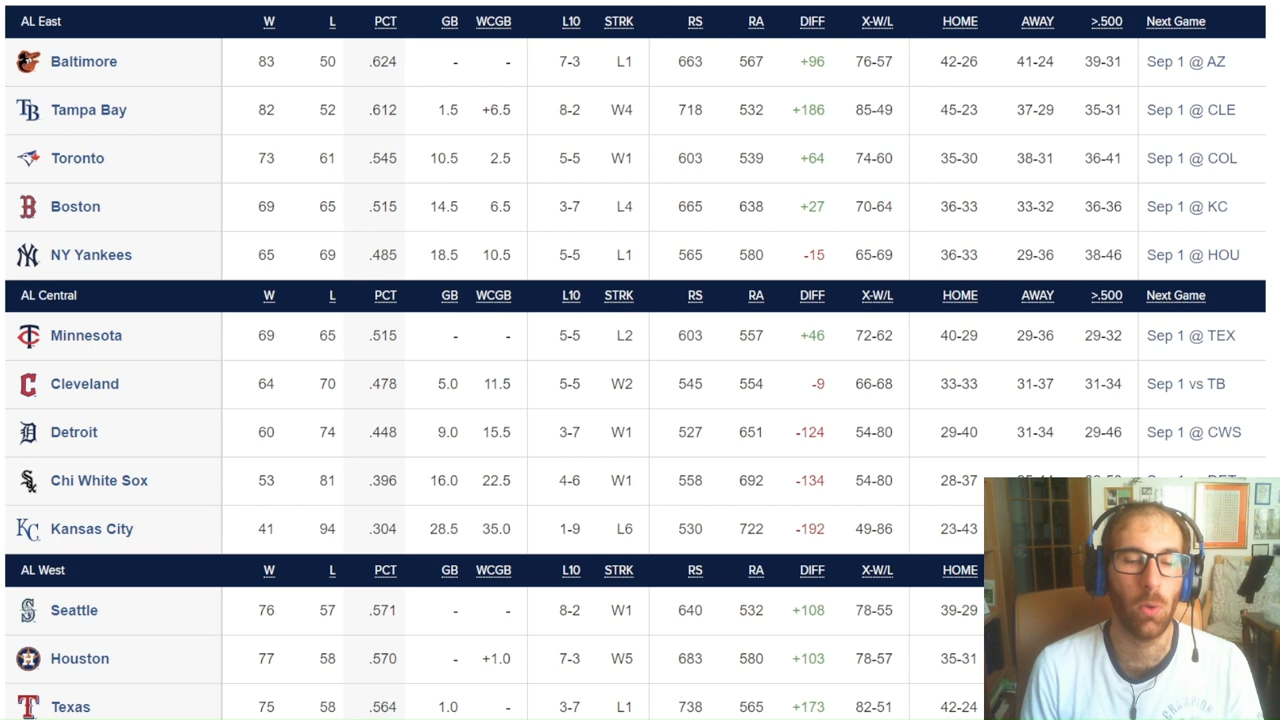 AL East W L PCT GB WCGB L10 STRK RS RA DIFF X-W/L HOME AWAY >.500 Next Game
Baltimore 83 50 .624 - - 7-3 L1 663 567 +96 76-57 42-26 41-24 39-31 Sep 1 @ AZ
TB Tampa Bay 82 52 .612 1.5 +6.5 8-2 W4 718 532 +186 85-49 45-23 37-29 35-31 Sep 1 @ CLE
Toronto 73 61 .545 10.5 2.5 5-5 W1 603 539 +64 74-60 35-30 38-31 36-41 Sep 1 @ COL
B Boston 69 65 .515 14.5 6.5 3-7 L4 665 638 +27 70-64 36-33 33-32 36-36 Sep 1 @ KC
NY NY Yankees 65 69 .485 18.5 10.5 5-5 L1 565 580 -15 65-69 36-33 29-36 38-46 Sep 1 @ HOU
AL Central W L PCT GB WCGB L10 STRK RS RA DIFF X-W/L HOME AWAY >.500 Next Game
TC Minnesota 69 65 .515 - - 5-5 L2 603 557 +46 72-62 40-29 29-36 29-32 Sep 1 @ TEX
C Cleveland 64 70 .478 5.0 11.5 5-5 W2 545 554 -9 66-68 33-33 31-37 31-34 Sep 1 vs TB
D Detroit 60 74 .448 9.0 15.5 3-7 W1 527 651 -124 54-80 29-40 31-34 29-46 Sep 1 @ CWS
Sox Chi White Sox 53 81 .396 16.0 22.5 4-6 W1 558 692 -134 54-80 28-37
KC Kansas City 41 94 .304 28.5 35.0 1-9 L6 530 722 -192 49-86 23-43
AL West W L PCT GB WCGB L10 STRK RS RA DIFF X-W/L HOME
S Seattle 76 57 .571 - - 8-2 W1 640 532 +108 78-55 39-29
H Houston 77 58 .570 - +1.0 7-3 W5 683 580 +103 78-57 35-31
T Texas 75 58 .564 1.0 - 3-7 L1 738 565 +173 82-51 42-24